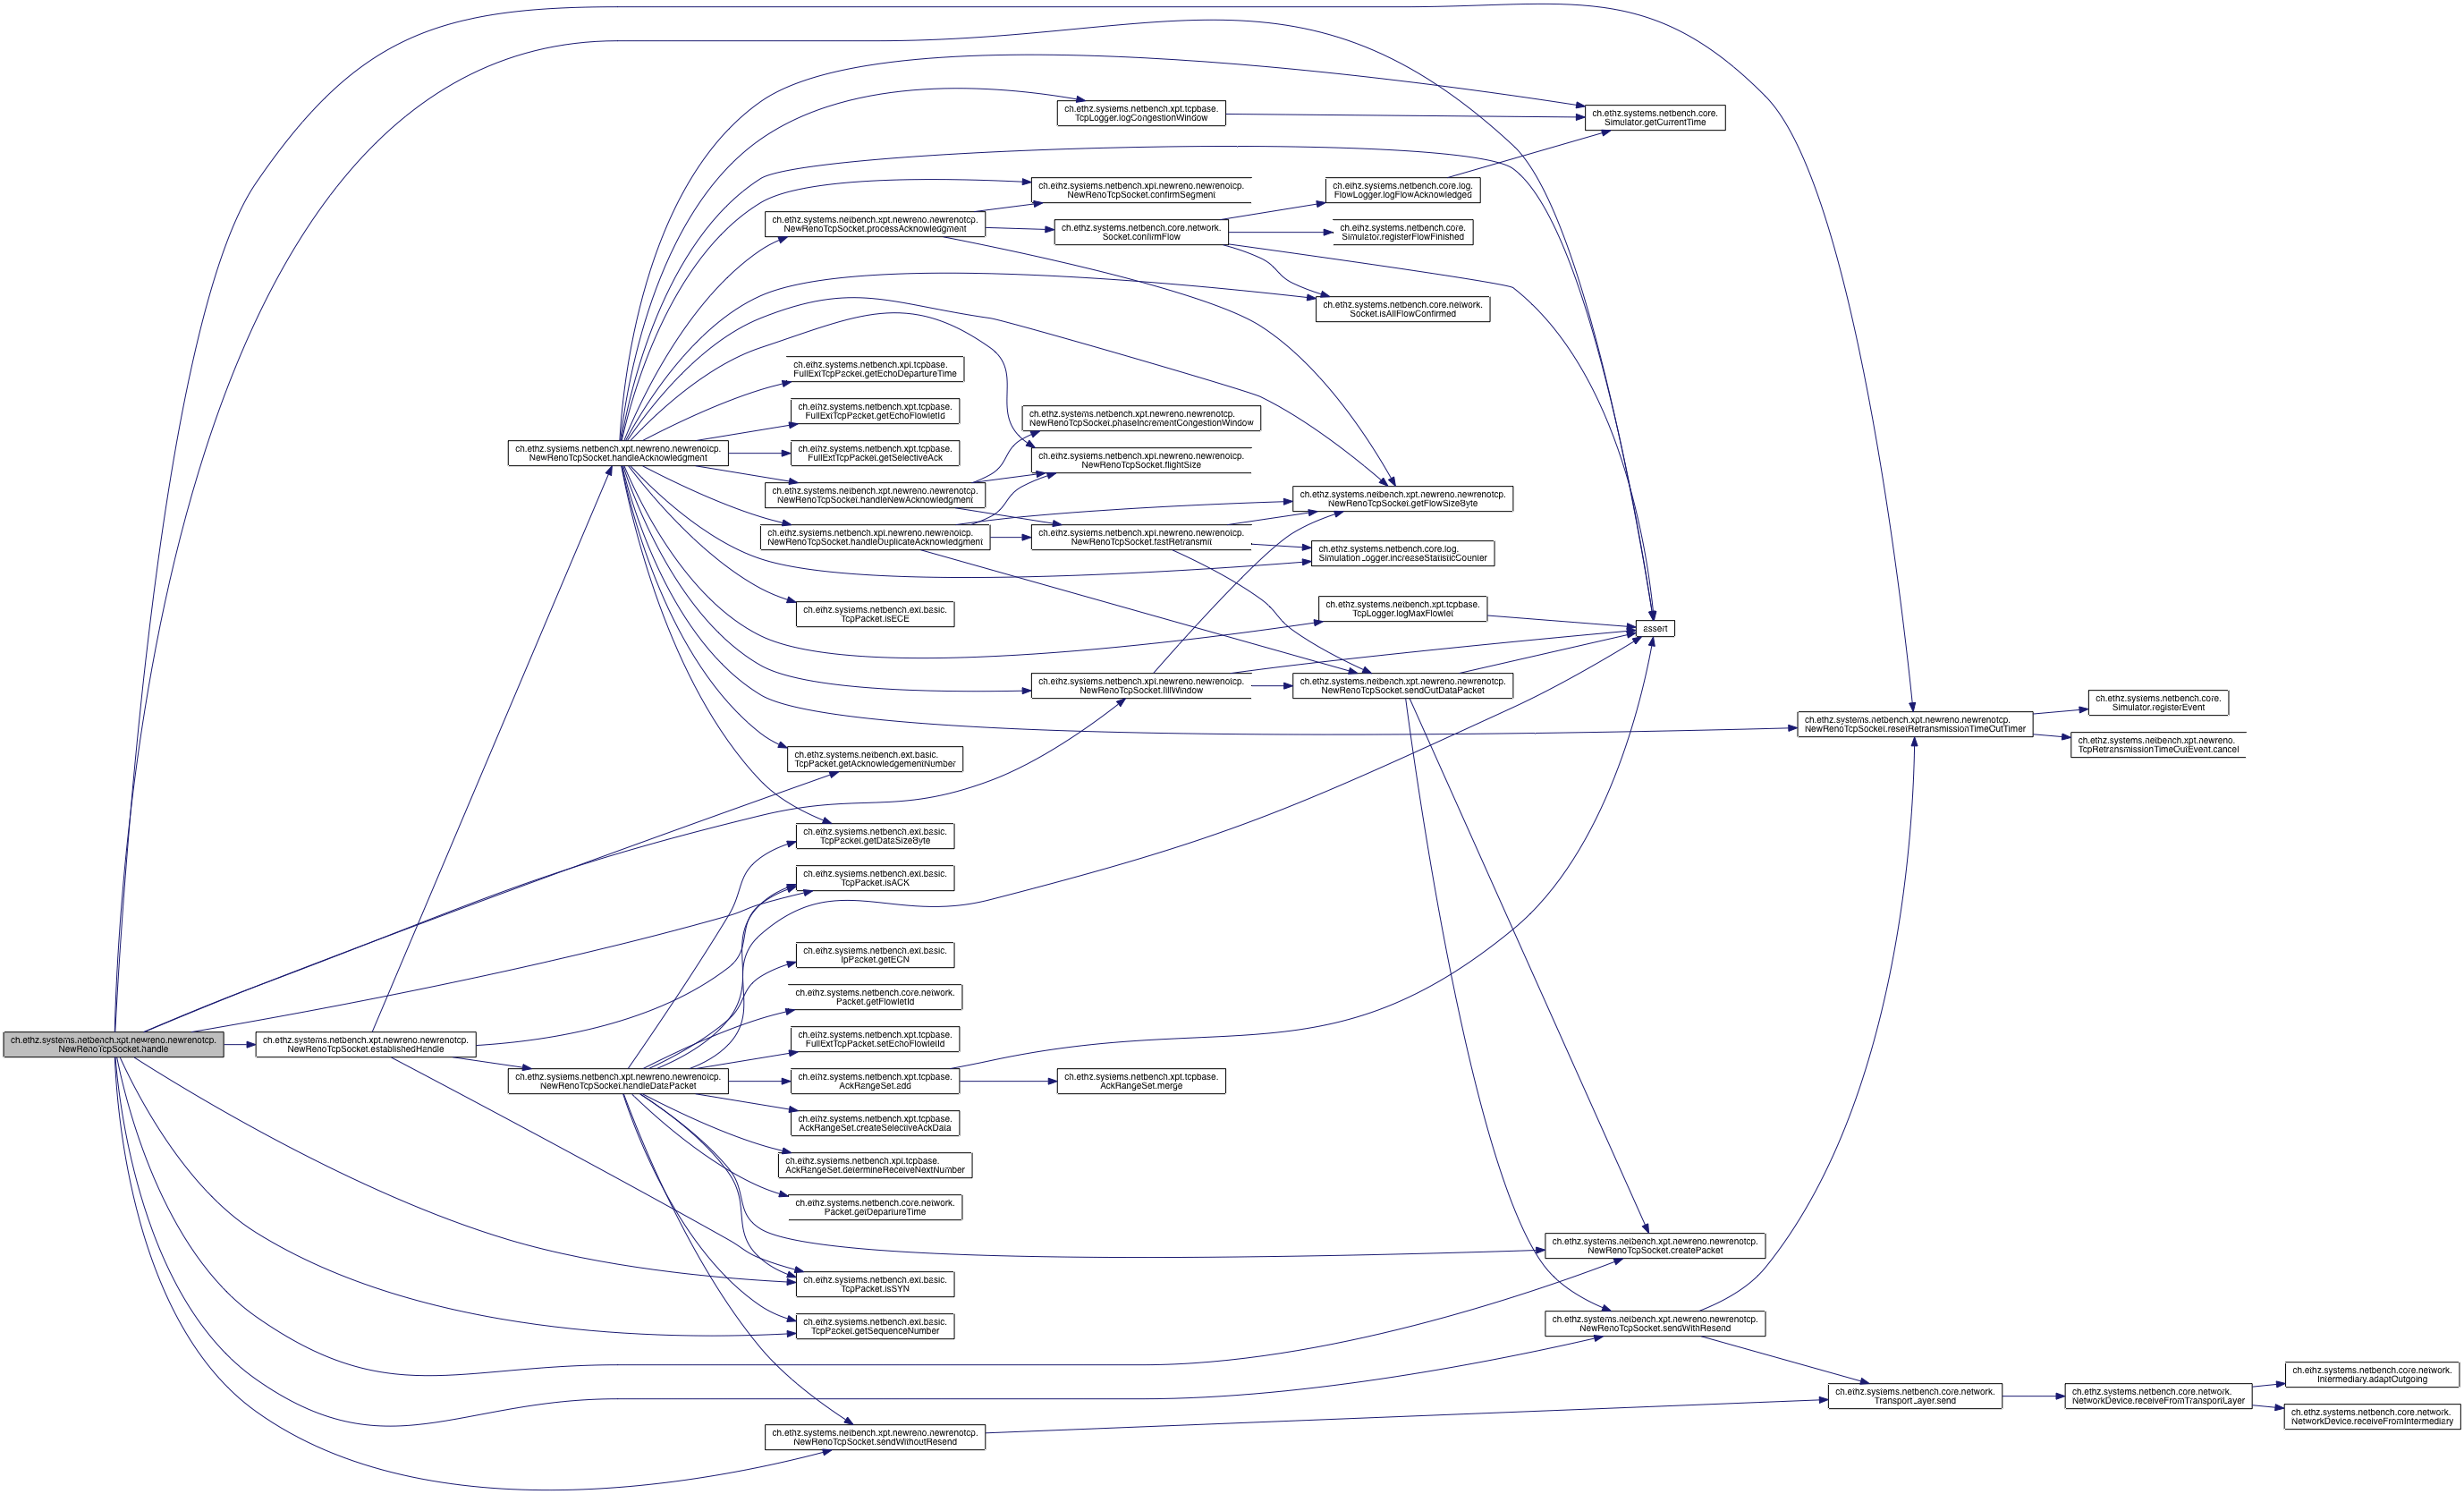 ch.ethz.systems.netbench.xpt.tcpbase.
TcpLogger.logCongestionWindow
ch.ethz.systems.netbench.core.
Simulator.getCurrentTime
ch.ethz.systems.netbench.xpt.newreno.newrenotcp.
NewRenoTcpSocket.confirmSegment
ch.ethz.systems.netbench.core.log.
FlowLogger.logFlowAcknowledged
ch.ethz.systems.netbench.xpt.newreno.newrenotcp.
NewRenoTcpSocket.processAcknowledgment
ch.ethz.systems.netbench.core.network.
Socket.confirmFlow
ch.ethz.systems.netbench.core.
Simulator.registerFlowFinished
ch.ethz.systems.netbench.core.network.
Socket.isAllFlowConfirmed
ch.ethz.systems.netbench.xpt.tcpbase.
FullExtTcpPacket.getEchoDepartureTime
ch.ethz.systems.netbench.xpt.tcpbase.
FullExtTcpPacket.getEchoFlowletId
ch.ethz.systems.netbench.xpt.newreno.newrenotcp.
NewRenoTcpSocket.phaseIncrementCongestionWindow
ch.ethz.systems.netbench.xpt.newreno.newrenotcp.
NewRenoTcpSocket.handleAcknowledgment
ch.ethz.systems.netbench.xpt.tcpbase.
FullExtTcpPacket.getSelectiveAck
ch.ethz.systems.netbench.xpt.newreno.newrenotcp.
NewRenoTcpSocket.flightSize
ch.ethz.systems.netbench.xpt.newreno.newrenotcp.
NewRenoTcpSocket.handleNewAcknowledgment
ch.ethz.systems.netbench.xpt.newreno.newrenotcp.
NewRenoTcpSocket.getFlowSizeByte
ch.ethz.systems.netbench.xpt.newreno.newrenotcp.
NewRenoTcpSocket.handleDuplicateAcknowledgment
ch.ethz.systems.netbench.xpt.newreno.newrenotcp.
NewRenoTcpSocket.fastRetransmit
ch.ethz.systems.netbench.core.log.
SimulationLogger.increaseStatisticCounter
ch.ethz.systems.netbench.ext.basic.
TcpPacket.isECE
ch.ethz.systems.netbench.xpt.tcpbase.
TcpLogger.logMaxFlowlet
assert
ch.ethz.systems.netbench.xpt.newreno.newrenotcp.
NewRenoTcpSocket.fillWindow
ch.ethz.systems.netbench.xpt.newreno.newrenotcp.
NewRenoTcpSocket.sendOutDataPacket
ch.ethz.systems.netbench.core.
Simulator.registerEvent
ch.ethz.systems.netbench.xpt.newreno.newrenotcp.
NewRenoTcpSocket.resetRetransmissionTimeOutTimer
ch.ethz.systems.netbench.xpt.newreno.
TcpRetransmissionTimeOutEvent.cancel
ch.ethz.systems.netbench.ext.basic.
TcpPacket.getAcknowledgementNumber
ch.ethz.systems.netbench.ext.basic.
TcpPacket.getDataSizeByte
ch.ethz.systems.netbench.ext.basic.
TcpPacket.isACK
ch.ethz.systems.netbench.ext.basic.
IpPacket.getECN
ch.ethz.systems.netbench.core.network.
Packet.getFlowletId
ch.ethz.systems.netbench.xpt.newreno.newrenotcp.
NewRenoTcpSocket.handle
ch.ethz.systems.netbench.xpt.newreno.newrenotcp.
NewRenoTcpSocket.establishedHandle
ch.ethz.systems.netbench.xpt.tcpbase.
FullExtTcpPacket.setEchoFlowletId
ch.ethz.systems.netbench.xpt.newreno.newrenotcp.
NewRenoTcpSocket.handleDataPacket
ch.ethz.systems.netbench.xpt.tcpbase.
AckRangeSet.add
ch.ethz.systems.netbench.xpt.tcpbase.
AckRangeSet.merge
ch.ethz.systems.netbench.xpt.tcpbase.
AckRangeSet.createSelectiveAckData
ch.ethz.systems.netbench.xpt.tcpbase.
AckRangeSet.determineReceiveNextNumber
ch.ethz.systems.netbench.core.network.
Packet.getDepartureTime
ch.ethz.systems.netbench.xpt.newreno.newrenotcp.
NewRenoTcpSocket.createPacket
ch.ethz.systems.netbench.ext.basic.
TcpPacket.isSYN
ch.ethz.systems.netbench.ext.basic.
TcpPacket.getSequenceNumber
ch.ethz.systems.netbench.xpt.newreno.newrenotcp.
NewRenoTcpSocket.sendWithResend
ch.ethz.systems.netbench.core.network.
Intermediary.adaptOutgoing
ch.ethz.systems.netbench.core.network.
TransportLayer.send
ch.ethz.systems.netbench.core.network.
NetworkDevice.receiveFromTransportLayer
ch.ethz.systems.netbench.core.network.
NetworkDevice.receiveFromIntermediary
ch.ethz.systems.netbench.xpt.newreno.newrenotcp.
NewRenoTcpSocket.sendWithoutResend